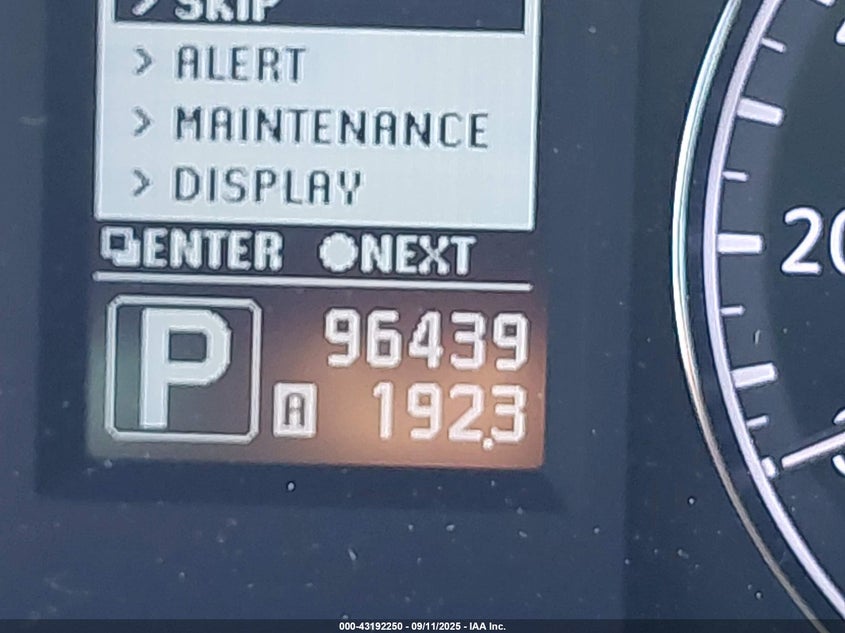 > SKIP
> ALERT
> MAINTENANCE
> DISPLAY
ENTER NEXT
P 96439
A 192.3
20
000-43192250 - 09/11/2025 - IAA Inc.